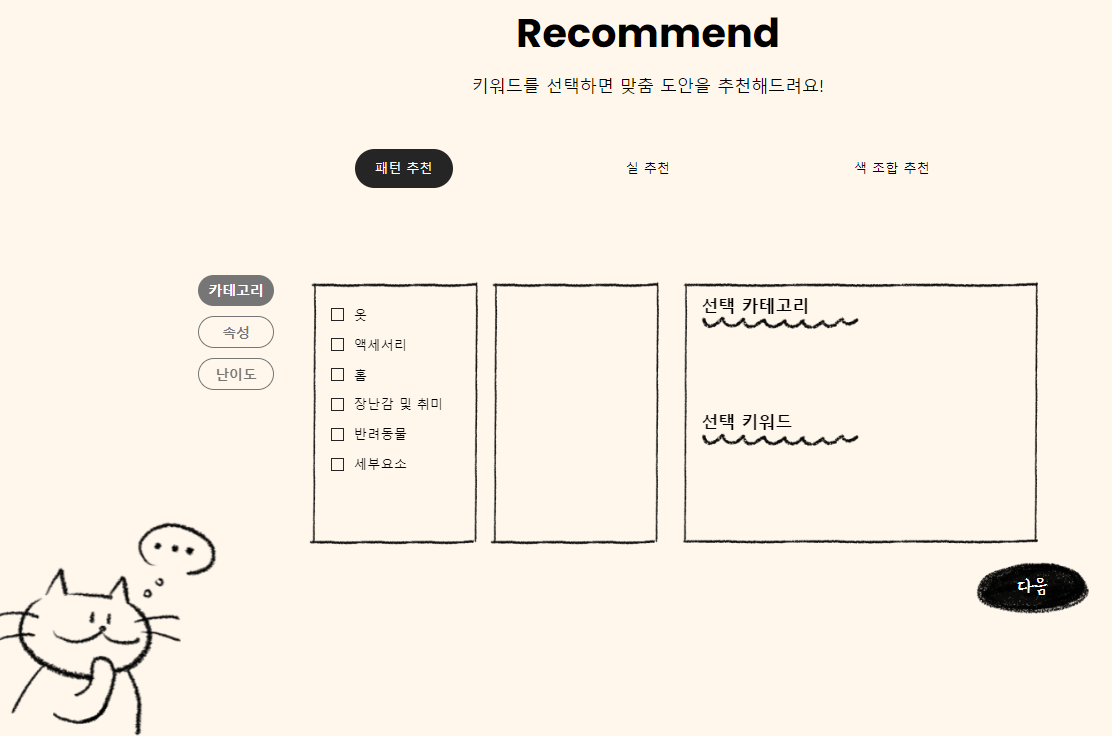 Recommend
키워드를 선택하면 맞춤 도안을 추천해드려요!
패턴 추천
실 추천
색 조합 추천
카테고리
속성
난이도
옷
액세서리
홈
장난감 및 취미
반려동물
세부요소
선택 카테고리
선택 키워드
다음